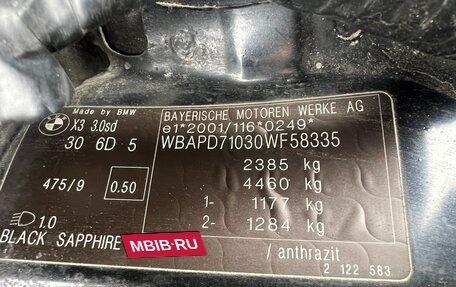 Made by BMW
X3 3.0sd
30 6D 5
475/9 0.50
1.0
BLACK SAPPHIRE
BAYERISCHE MOTOREN WERKE AG
e1*2001/116*0249*
WBAPD71030WF58335
2385 kg
4460 kg
1- 1177 kg
2- 1284 kg
/ anthrazit
2 122 583
MBIB·RU